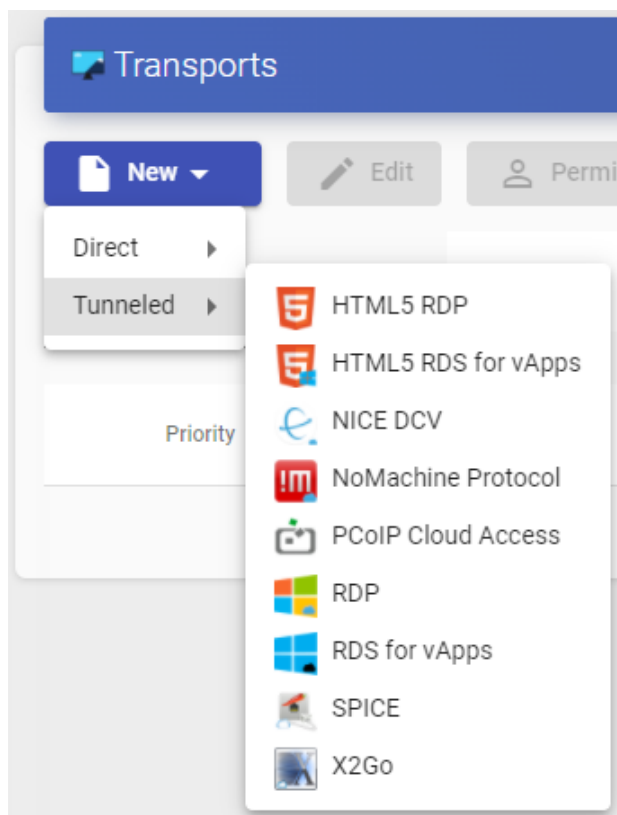 Transports
New
Edit
Permi
Direct
Tunneled
HTML5 RDP
HTML5 RDS for vApps
NICE DCV
Priority
NoMachine Protocol
PCoIP Cloud Access
RDP
RDS for vApps
SPICE
X2Go